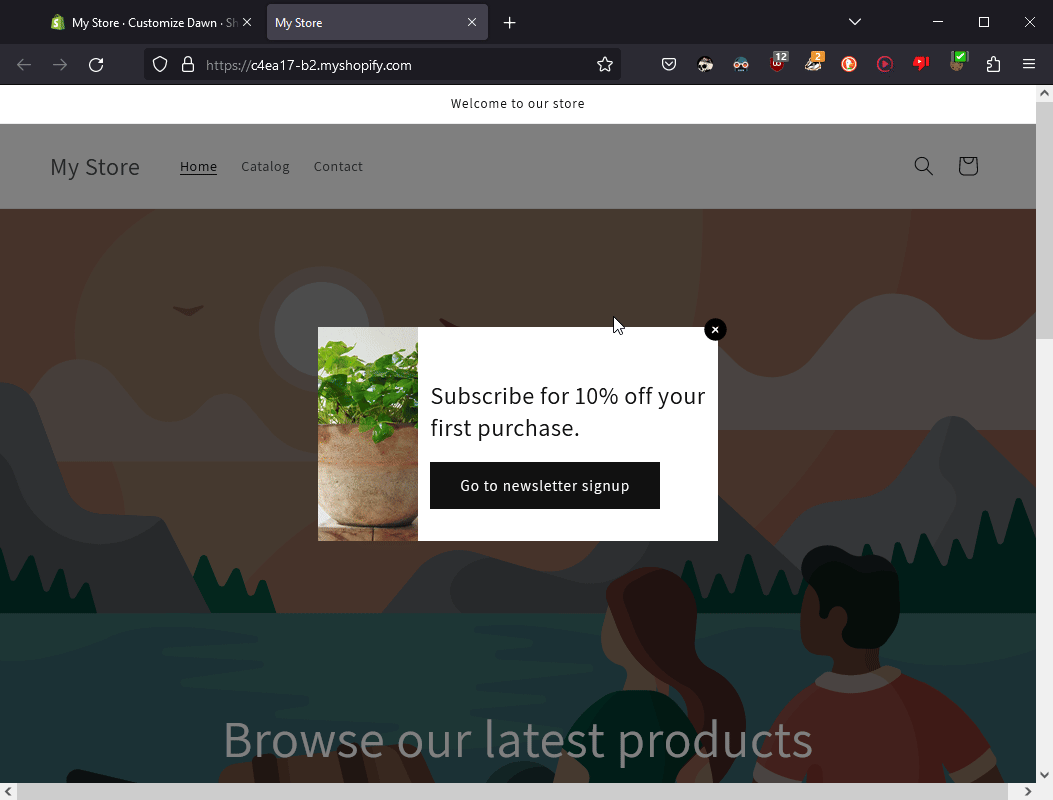 My Store · Customize Dawn · Sh
My Store
https://c4ea17-b2.myshopify.com
12
2
Welcome to our store
My Store
Home
Catalog
Contact
Subscribe for 10% off your
first purchase.
Go to newsletter signup
Browse our latest products